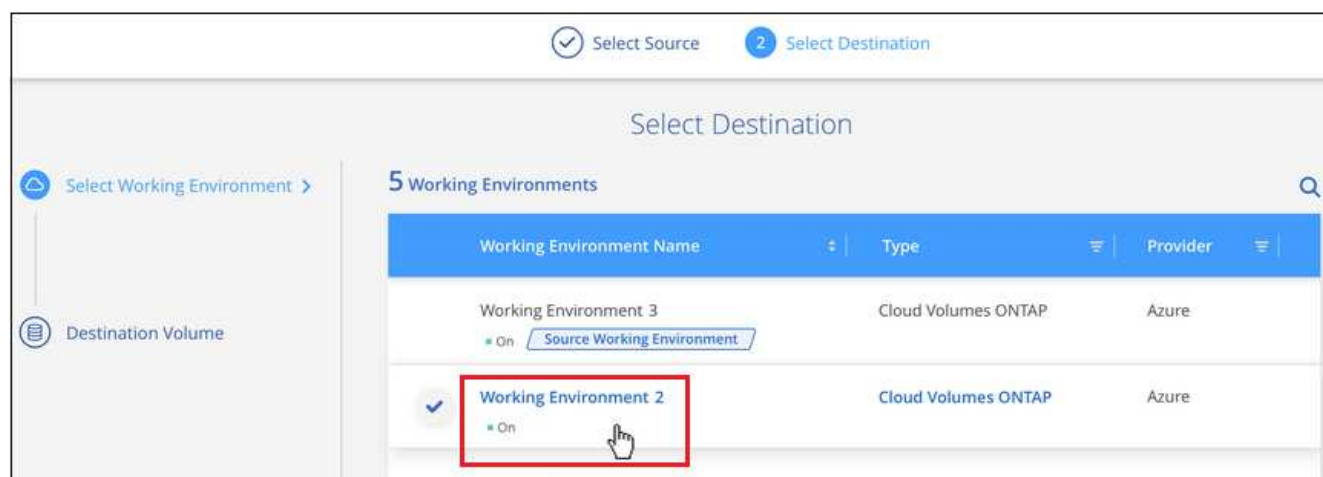 Select Source
2 Select Destination
Select Destination
Select Working Environment >
Destination Volume
5 Working Environments
Working Environment Name Type Provider
Working Environment 3 Cloud Volumes ONTAP Azure
On Source Working Environment
Working Environment 2 Cloud Volumes ONTAP Azure
On